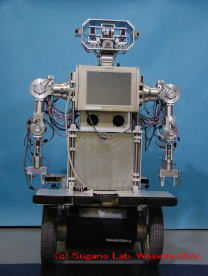 (c) Sugano Lab. Waseda Univ.